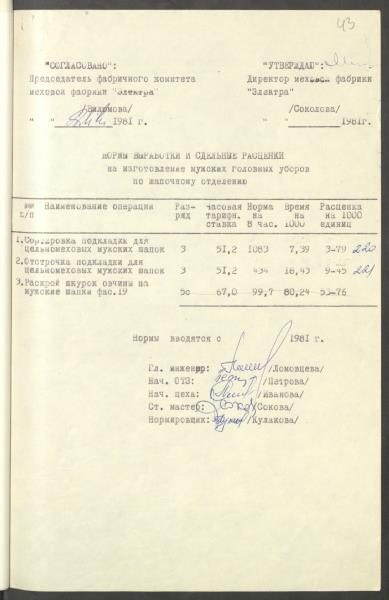 43
"СОГЛАСОВАНО": "УТВЕРЖДАЮ":
Председатель фабричного комитета Директор меховой фабрики
меховой фабрики "Электра" "Электра"
/Вилюмова/ /Соколова/
" " 1981 г. " " 1981г.
НОРМЫ ВЫРАБОТКИ И СДЕЛЬНЫЕ РАСЦЕНКИ
на изготовление мужских головных уборов
по шапочному отделению
№№ Наименование операции Раз- Часовая Норма Время Расценка
п/п ряд тарифн. на на на 1000
ставка 8 час. 1000 единиц
1.Сортировка подкладки для
цельномеховых мужских шапок 3 51,2 1083 7,39 3-79 220
2.Отстрочка подкладки для
цельномеховых мужских шапок 3 51,2 434 18,43 9-45 221
3.Раскрой шкурок овчины на
мужские шапки фас.19 5с 67,0 99,7 80,24 53-76
Нормы вводятся с 1981 г.
Гл. инженер: /Ломовцева/
Нач. ОТЗ: /Петрова/
Нач. цеха: /Иванова/
Ст. мастер: /Сокова/
Нормировщик: /Кулакова/